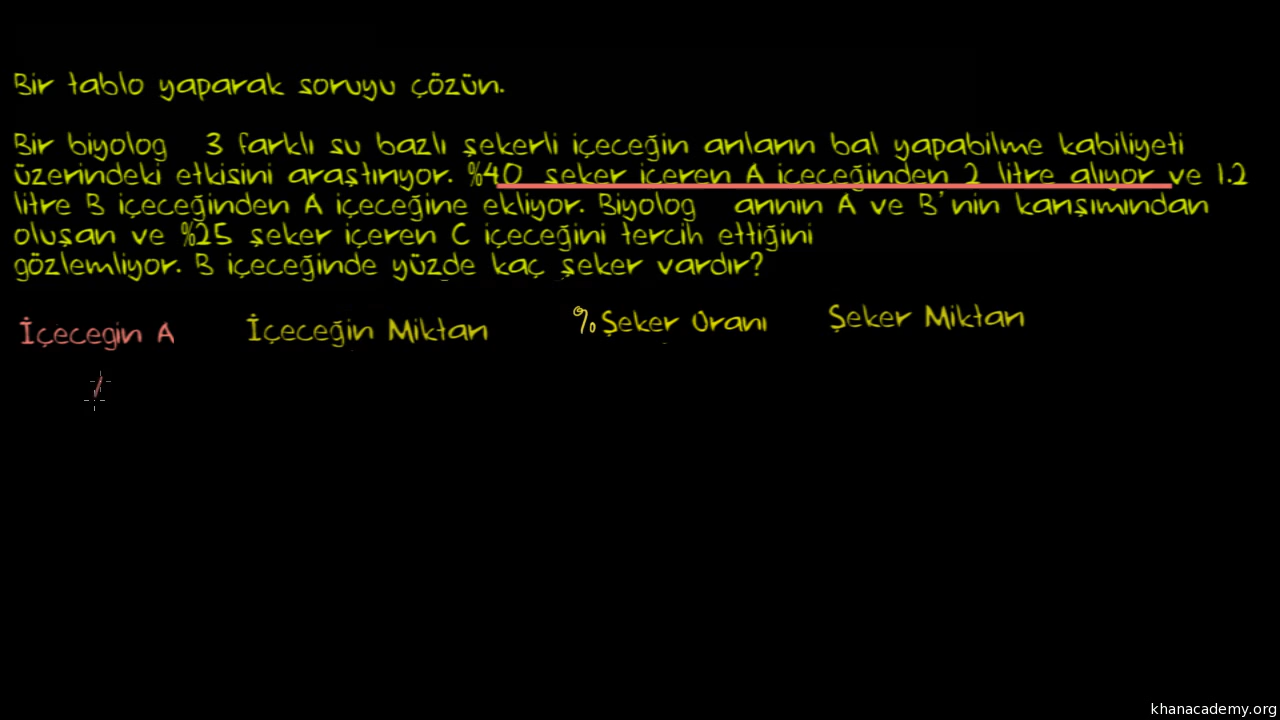 Bir tablo yaparak soruyu çözün.
Bir biyolog 3 farklı su bazlı şekerli içeceğin arıların bal yapabilme kabiliyeti
üzerindeki etkisini araştırıyor. %40 şeker içeren A içeceğinden 2 litre alıyor ve 1.2
litre B içeceğinden A içeceğine ekliyor. Biyolog arının A ve B'nin karışımından
oluşan ve %25 şeker içeren C içeceğini tercih ettiğini
gözlemliyor. B içeceğinde yüzde kaç şeker vardır?
İçecegin A İçeceğin Miktarı % Şeker Oranı Şeker Miktarı
khanacademy.org